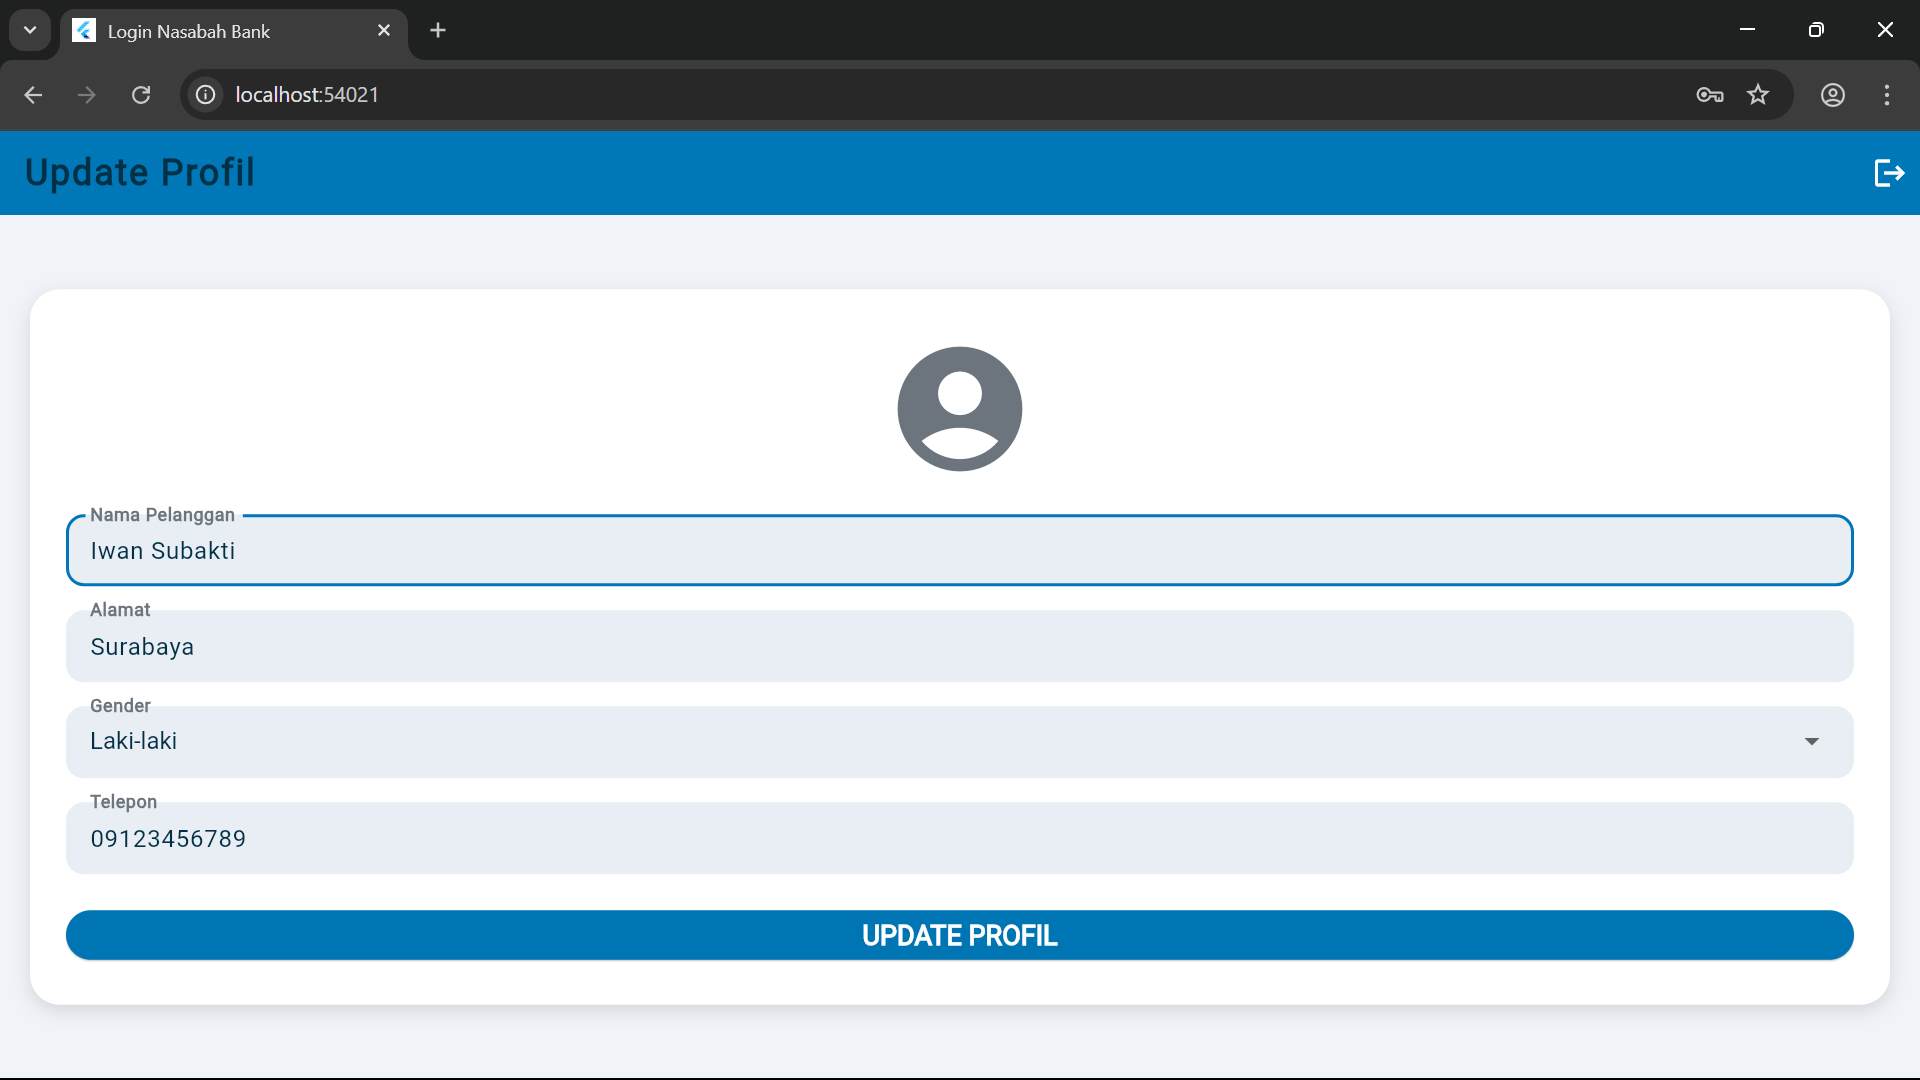 Login Nasabah Bank
localhost:54021
Update Profil
Nama Pelanggan
Iwan Subakti
Alamat
Surabaya
Gender
Laki-laki
Telepon
09123456789
UPDATE PROFIL